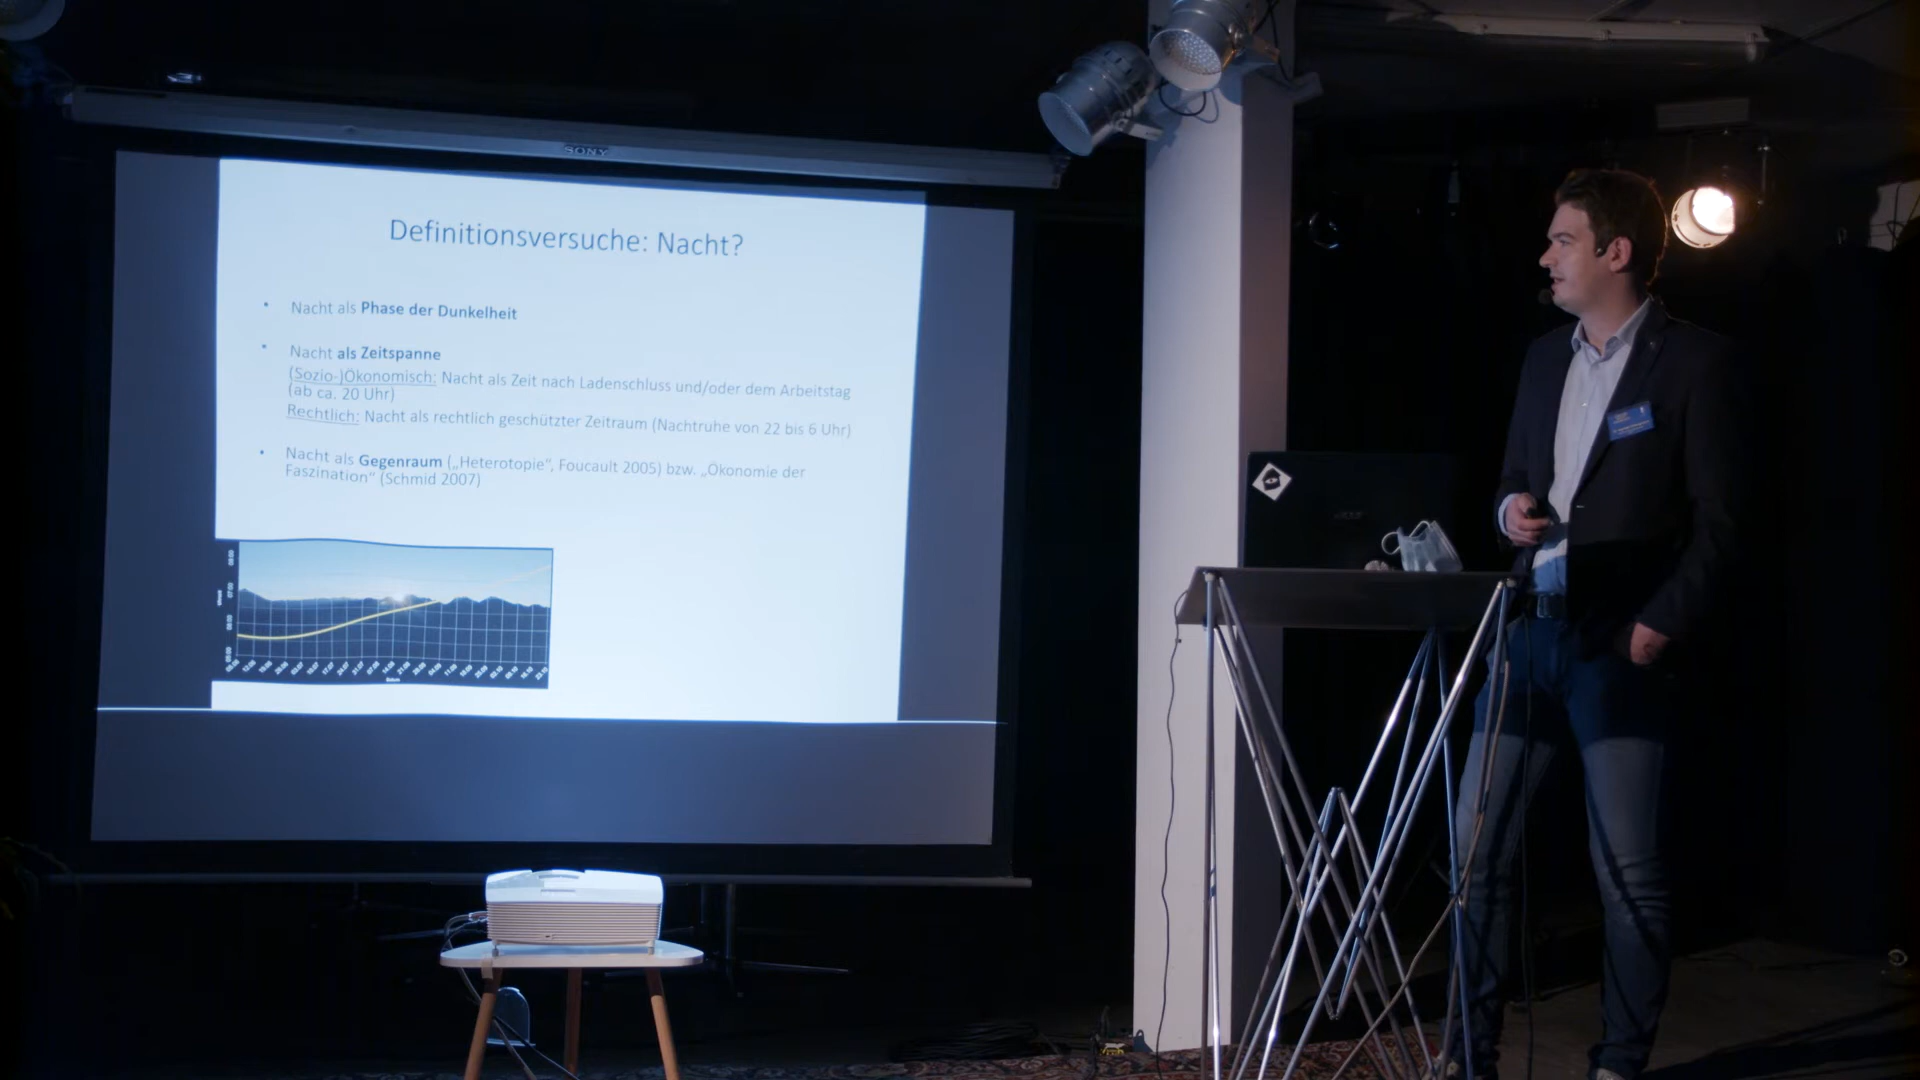 SONY
Definitionsversuche: Nacht?
• Nacht als Phase der Dunkelheit
• Nacht als Zeitspanne
(Sozio-)Ökonomisch: Nacht als Zeit nach Ladenschluss und/oder dem Arbeitstag
(ab ca. 20 Uhr)
Rechtlich: Nacht als rechtlich geschützter Zeitraum (Nachtruhe von 22 bis 6 Uhr)
• Nacht als Gegenraum („Heterotopie“, Foucault 2005) bzw. „Ökonomie der
Faszination“ (Schmid 2007)
Datum
acer